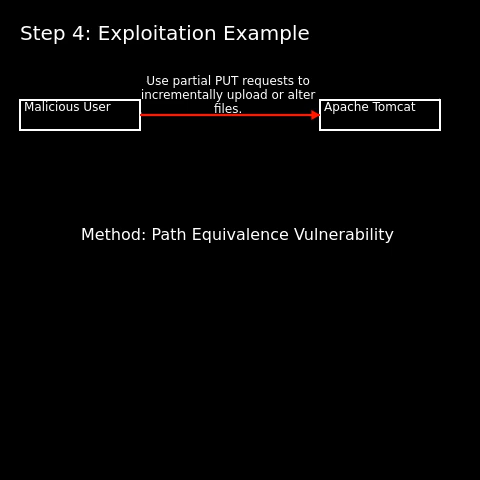 Step 4: Exploitation Example
Use partial PUT requests to
incrementally upload or alter
files.
Malicious User
Apache Tomcat
Method: Path Equivalence Vulnerability